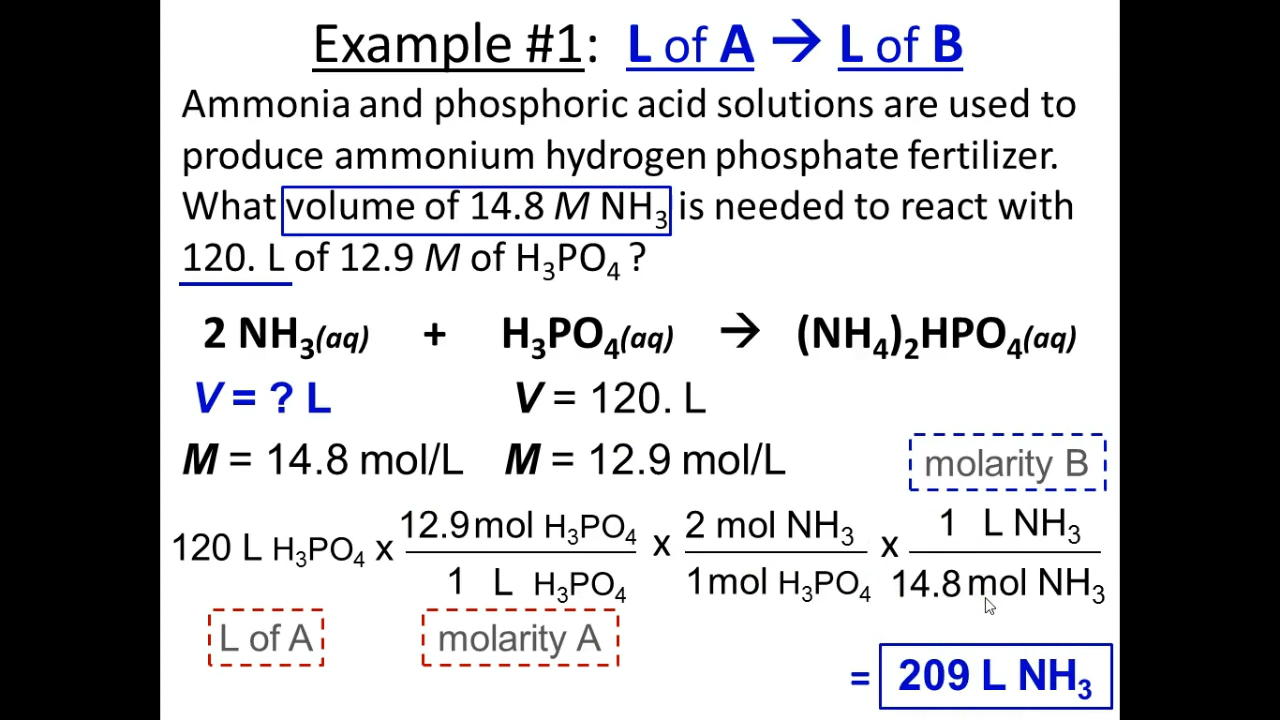 Example #1: L of A → L of B
Ammonia and phosphoric acid solutions are used to
produce ammonium hydrogen phosphate fertilizer.
What volume of 14.8 M NH₃ is needed to react with
120. L of 12.9 M of H₃PO₄ ?
2 NH₃(aq) + H₃PO₄(aq) → (NH₄)₂HPO₄(aq)
V = ? L V = 120. L
M = 14.8 mol/L M = 12.9 mol/L
molarity B
12.9 mol H₃PO₄ 2 mol NH₃ 1 L NH₃
120 L H₃PO₄ x x x
1 L H₃PO₄ 1 mol H₃PO₄ 14.8 mol NH₃
L of A molarity A
= 209 L NH₃